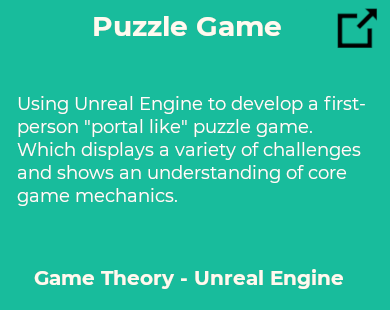 Puzzle Game
Using Unreal Engine to develop a first-
person "portal like" puzzle game.
Which displays a variety of challenges
and shows an understanding of core
game mechanics.
Game Theory - Unreal Engine